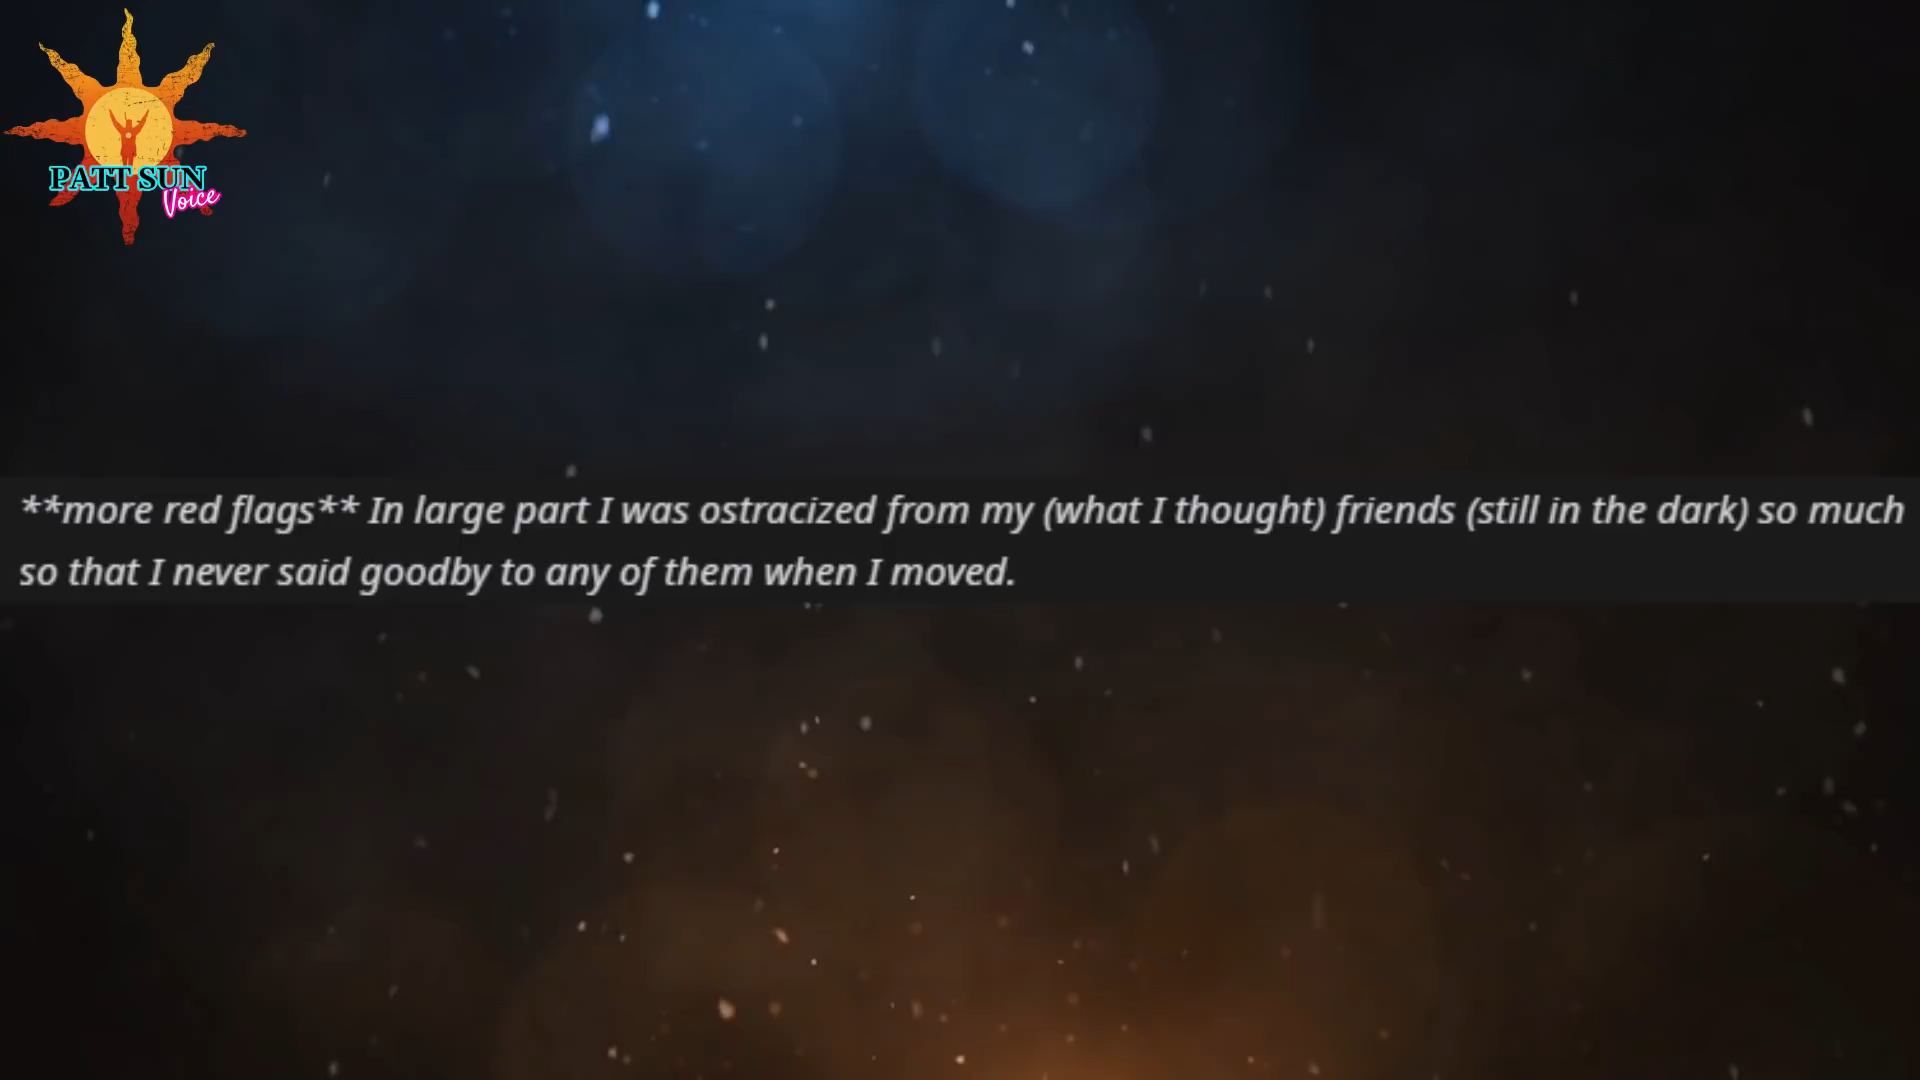 PATT SUN
Voice
**more red flags** In large part I was ostracized from my (what I thought) friends (still in the dark) so much
so that I never said goodby to any of them when I moved.